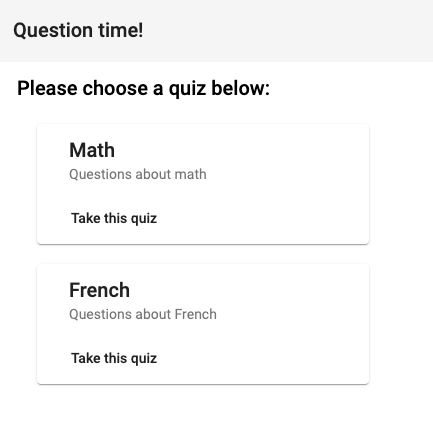 Question time!
Please choose a quiz below:
Math
Questions about math
Take this quiz
French
Questions about French
Take this quiz